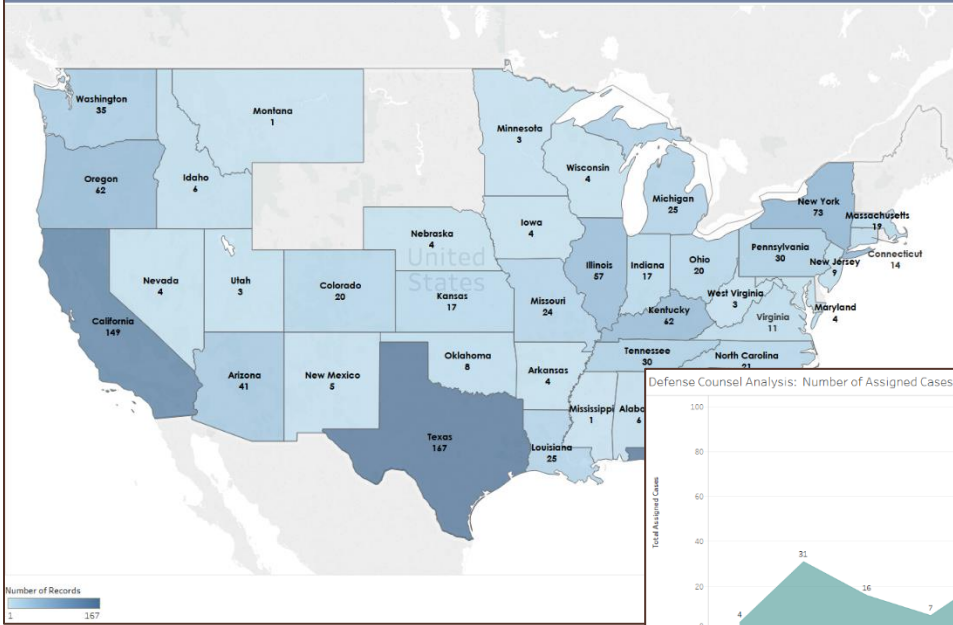 Washington
35
Montana
1
Minnesota
3
Oregon
62
Idaho
6
Wisconsin
4
Michigan
25
New York
73
Massachusetts
19
Connecticut
14
Nebraska
4
Iowa
4
United
States
Illinois
57
Indiana
17
Ohio
20
Pennsylvania
30
New Jersey
9
Nevada
4
Utah
3
Colorado
20
Kansas
17
Missouri
24
West Virginia
3
Maryland
4
Kentucky
62
Virginia
11
California
149
Arizona
41
New Mexico
5
Oklahoma
8
Arkansas
4
Tennessee
30
North Carolina
21
Texas
167
Louisiana
25
Mississippi
1
Alaba
6
Number of Records
1 167
Defense Counsel Analysis: Number of Assigned Cases
Total Assigned Cases
100
80
60
40
20
0
4
31
16
7